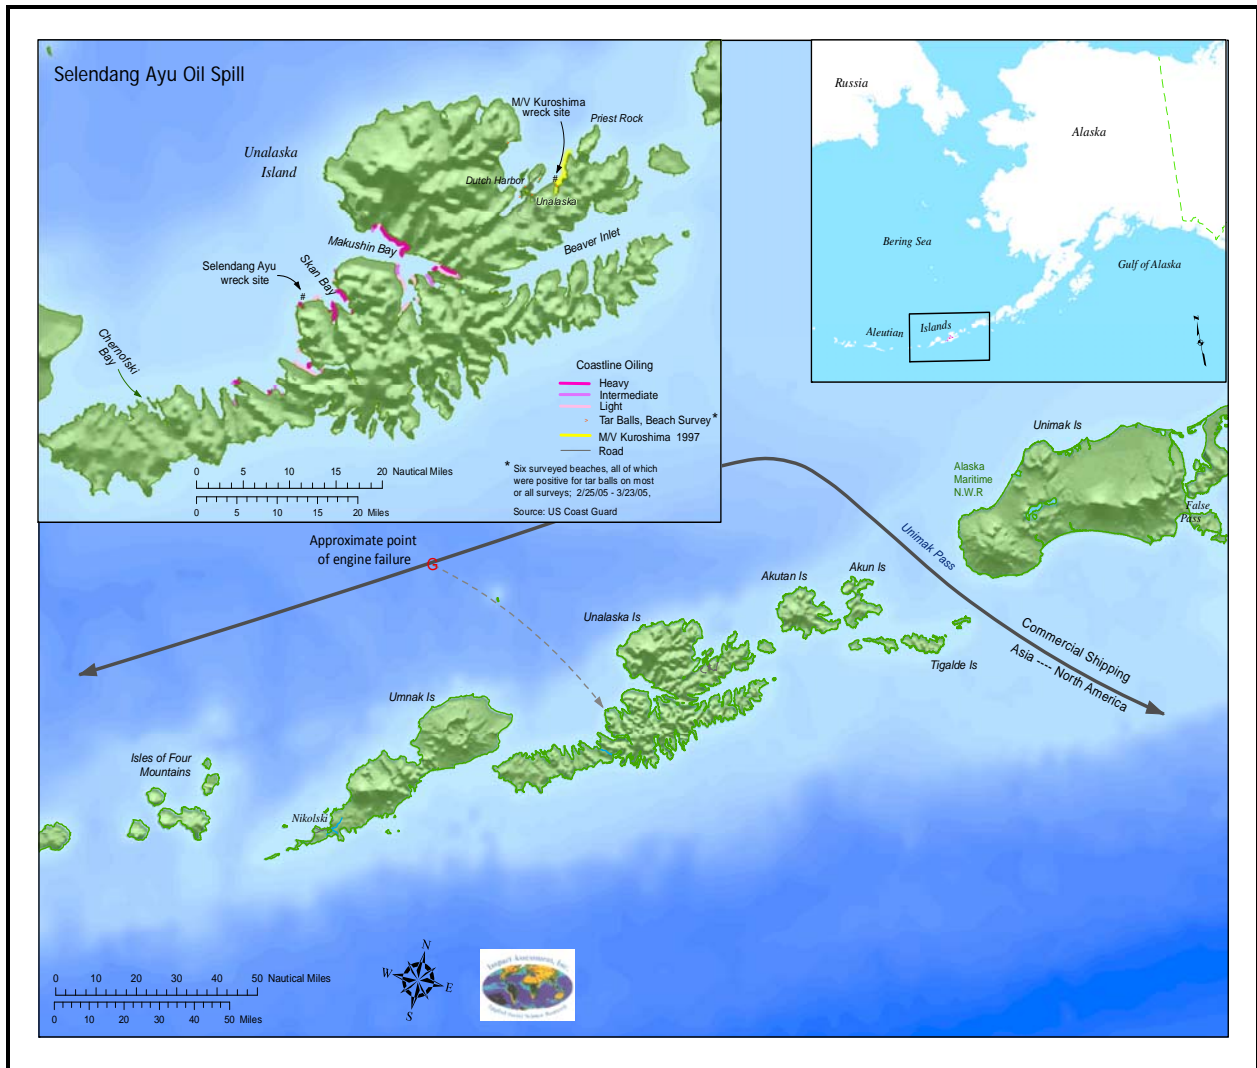 Selendang Ayu Oil Spill
M/V Kuroshima
wreck site
Priest Rock
Unalaska
Island
Dutch Harbor
#
Unalaska
Makushin Bay
Beaver Inlet
Skan Bay
Selendang Ayu
wreck site
#
Chernofski
Bay
Coastline Oiling
Heavy
Intermediate
Light
Tar Balls, Beach Survey*
M/V Kuroshima 1997
Road
0 5 10 15 20 Nautical Miles
0 5 10 15 20 Miles
* Six surveyed beaches, all of which
were positive for tar balls on most
or all surveys; 2/25/05 - 3/23/05,
Source: US Coast Guard
Russia
Alaska
Bering Sea
Gulf of Alaska
Aleutian
Islands
Unimak Is
Alaska
Maritime
N.W.R
False
Pass
Approximate point
of engine failure
G
Unimak Pass
Akutan Is
Akun Is
Unalaska Is
Commercial Shipping
Asia ---- North America
Tigalde Is
Umnak Is
Isles of Four
Mountains
Nikolski
N
W
E
S
Impact Assessment, Inc.
0 10 20 30 40 50 Nautical Miles
0 10 20 30 40 50 Miles